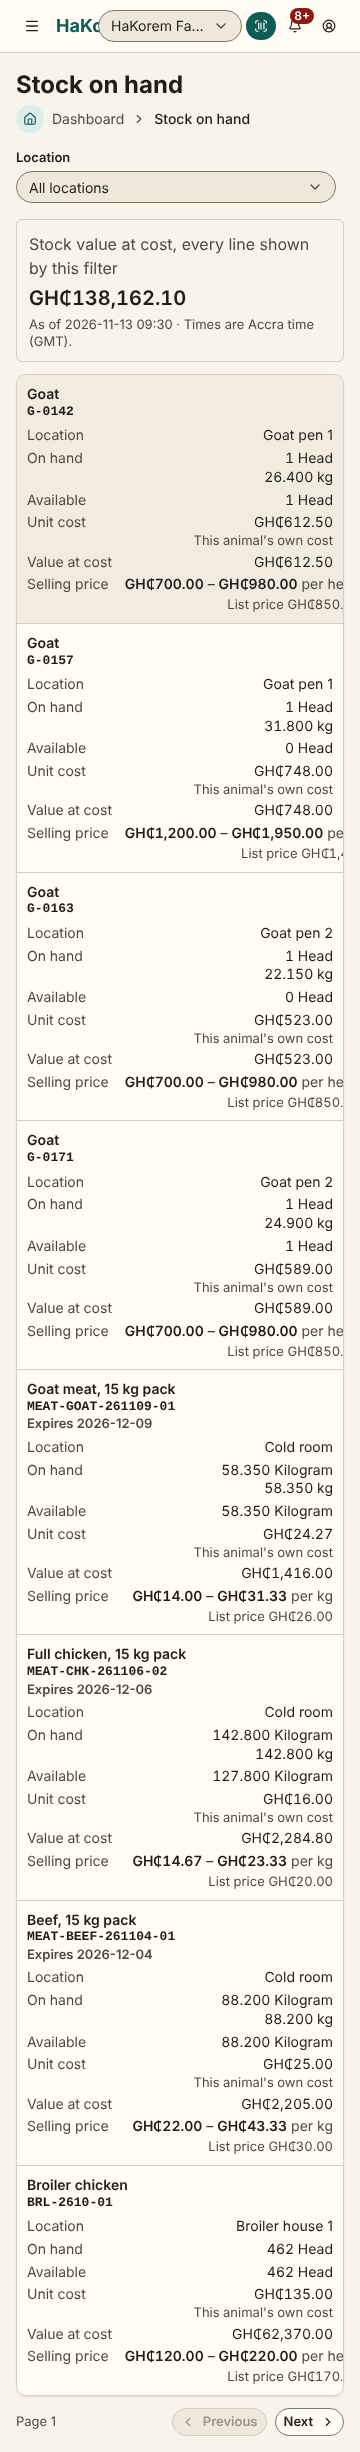 HaKo
HaKorem Fa...
8+
Stock on hand
Dashboard > Stock on hand
Location
All locations
Stock value at cost, every line shown
by this filter
GH₵138,162.10
As of 2026-11-13 09:30 · Times are Accra time
(GMT).
Goat
G-0142
Location Goat pen 1
On hand 1 Head
26.400 kg
Available 1 Head
Unit cost GH₵612.50
This animal's own cost
Value at cost GH₵612.50
Selling price GH₵700.00 – GH₵980.00 per he
List price GH₵850.
Goat
G-0157
Location Goat pen 1
On hand 1 Head
31.800 kg
Available 0 Head
Unit cost GH₵748.00
This animal's own cost
Value at cost GH₵748.00
Selling price GH₵1,200.00 – GH₵1,950.00 pe
List price GH₵1,4
Goat
G-0163
Location Goat pen 2
On hand 1 Head
22.150 kg
Available 0 Head
Unit cost GH₵523.00
This animal's own cost
Value at cost GH₵523.00
Selling price GH₵700.00 – GH₵980.00 per he
List price GH₵850.
Goat
G-0171
Location Goat pen 2
On hand 1 Head
24.900 kg
Available 1 Head
Unit cost GH₵589.00
This animal's own cost
Value at cost GH₵589.00
Selling price GH₵700.00 – GH₵980.00 per he
List price GH₵850.
Goat meat, 15 kg pack
MEAT-GOAT-261109-01
Expires 2026-12-09
Location Cold room
On hand 58.350 Kilogram
58.350 kg
Available 58.350 Kilogram
Unit cost GH₵24.27
This animal's own cost
Value at cost GH₵1,416.00
Selling price GH₵14.00 – GH₵31.33 per kg
List price GH₵26.00
Full chicken, 15 kg pack
MEAT-CHK-261106-02
Expires 2026-12-06
Location Cold room
On hand 142.800 Kilogram
142.800 kg
Available 127.800 Kilogram
Unit cost GH₵16.00
This animal's own cost
Value at cost GH₵2,284.80
Selling price GH₵14.67 – GH₵23.33 per kg
List price GH₵20.00
Beef, 15 kg pack
MEAT-BEEF-261104-01
Expires 2026-12-04
Location Cold room
On hand 88.200 Kilogram
88.200 kg
Available 88.200 Kilogram
Unit cost GH₵25.00
This animal's own cost
Value at cost GH₵2,205.00
Selling price GH₵22.00 – GH₵43.33 per kg
List price GH₵30.00
Broiler chicken
BRL-2610-01
Location Broiler house 1
On hand 462 Head
Available 462 Head
Unit cost GH₵135.00
This animal's own cost
Value at cost GH₵62,370.00
Selling price GH₵120.00 – GH₵220.00 per he
List price GH₵170.
Page 1 Previous Next